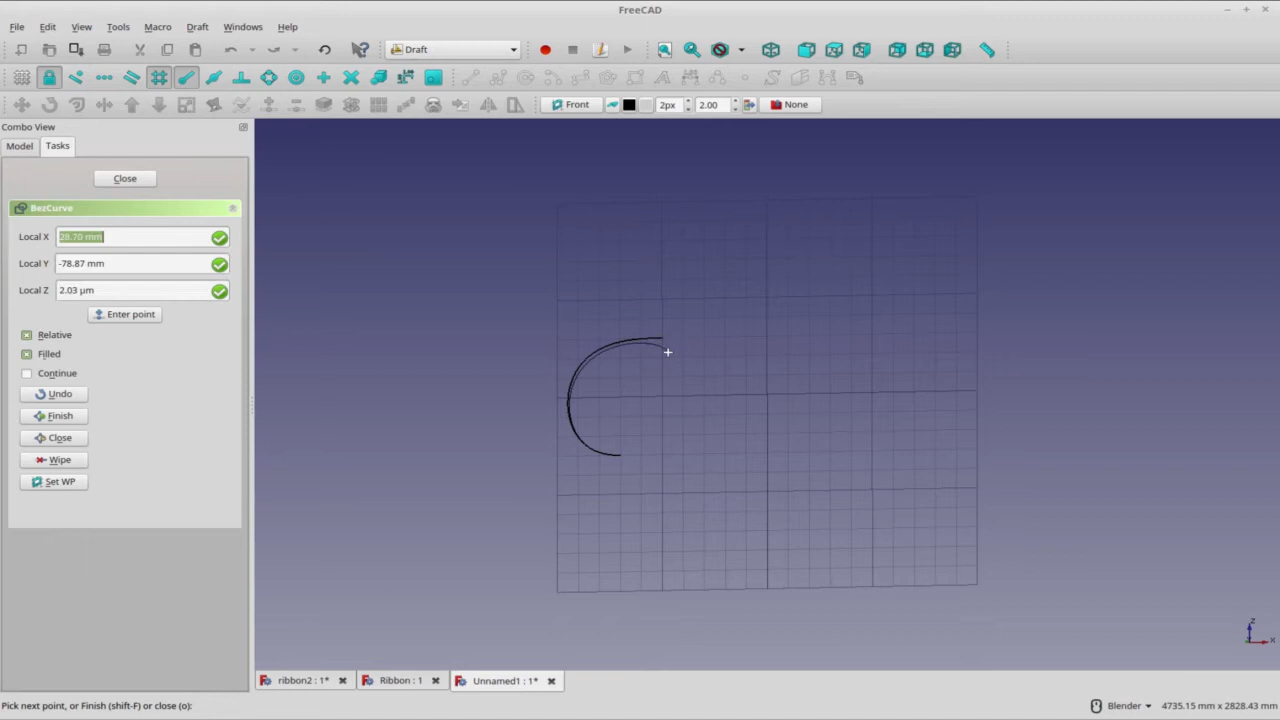 FreeCAD
File Edit View Tools Macro Draft Windows Help
Draft
Front 2px 2.00 None
Combo View
Model Tasks
Close
BezCurve
Local X 28.70 mm
Local Y -78.87 mm
Local Z 2.03 µm
Enter point
Relative
Filled
Continue
Undo
Finish
Close
Wipe
Set WP
Z
X
ribbon2 : 1* Ribbon : 1 Unnamed1 : 1*
Pick next point, or Finish (shift-F) or close (o): Blender 4735.15 mm x 2828.43 mm